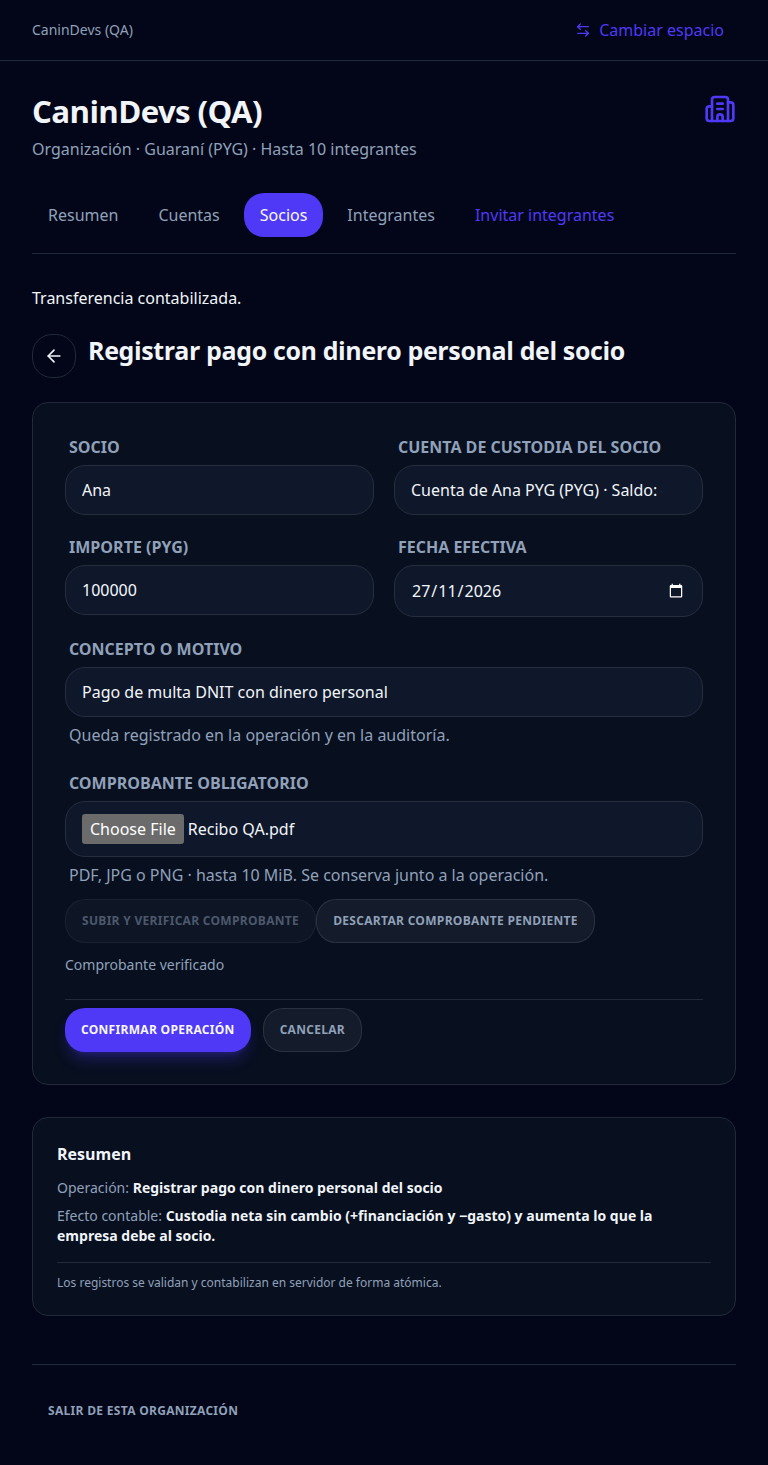 CaninDevs (QA)
Cambiar espacio
CaninDevs (QA)
Organización · Guaraní (PYG) · Hasta 10 integrantes
Resumen
Cuentas
Socios
Integrantes
Invitar integrantes
Transferencia contabilizada.
Registrar pago con dinero personal del socio
SOCIO
CUENTA DE CUSTODIA DEL SOCIO
Ana
Cuenta de Ana PYG (PYG) · Saldo:
IMPORTE (PYG)
FECHA EFECTIVA
100000
27/11/2026
CONCEPTO O MOTIVO
Pago de multa DNIT con dinero personal
Queda registrado en la operación y en la auditoría.
COMPROBANTE OBLIGATORIO
Choose File Recibo QA.pdf
PDF, JPG o PNG · hasta 10 MiB. Se conserva junto a la operación.
SUBIR Y VERIFICAR COMPROBANTE
DESCARTAR COMPROBANTE PENDIENTE
Comprobante verificado
CONFIRMAR OPERACIÓN
CANCELAR
Resumen
Operación: Registrar pago con dinero personal del socio
Efecto contable: Custodia neta sin cambio (+financiación y −gasto) y aumenta lo que la
empresa debe al socio.
Los registros se validan y contabilizan en servidor de forma atómica.
SALIR DE ESTA ORGANIZACIÓN